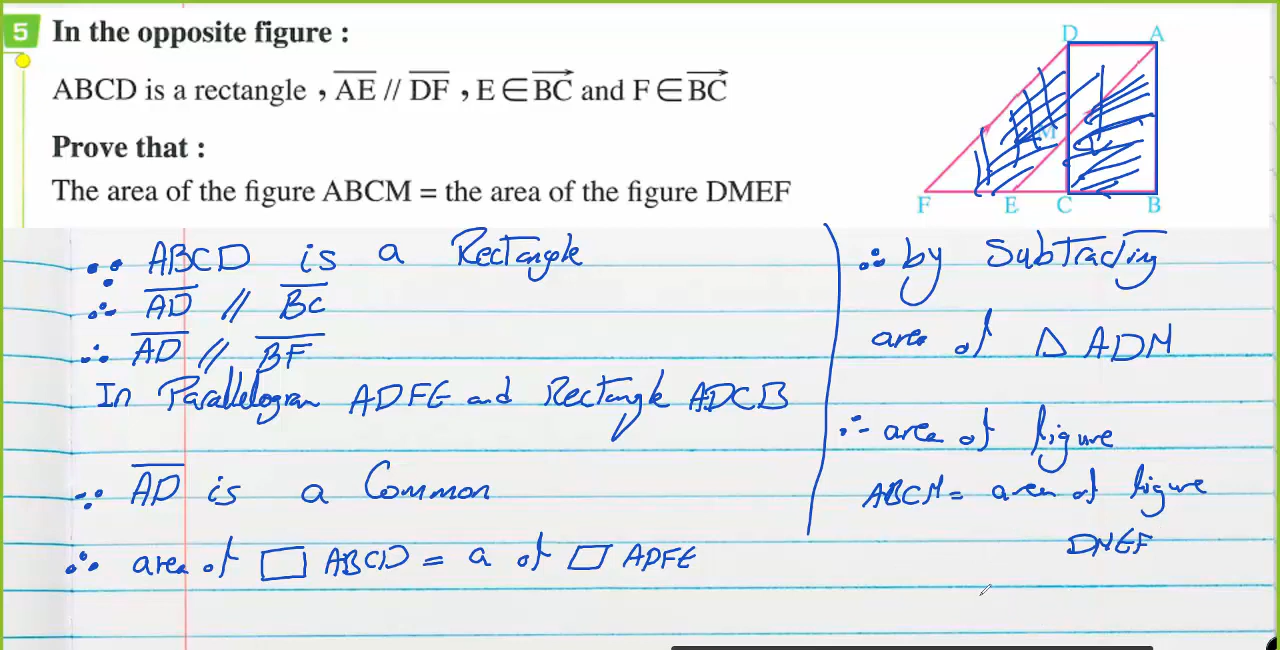 5 In the opposite figure :
ABCD is a rectangle , AE // DF , E ∈ BC and F ∈ BC
Prove that :
The area of the figure ABCM = the area of the figure DMEF
D A
M
F E C B
∵ ABCD is a Rectangle
∴ AD // BC
∴ AD // BF
In Parallelogram ADFE and Rectangle ADCB
∵ AD is a Common
∴ area of ▭ ABCD = a of ▱ ADFE
∴ by Subtracting
area of Δ ADM
∴ area of figure
ABCM = area of figure
DMEF